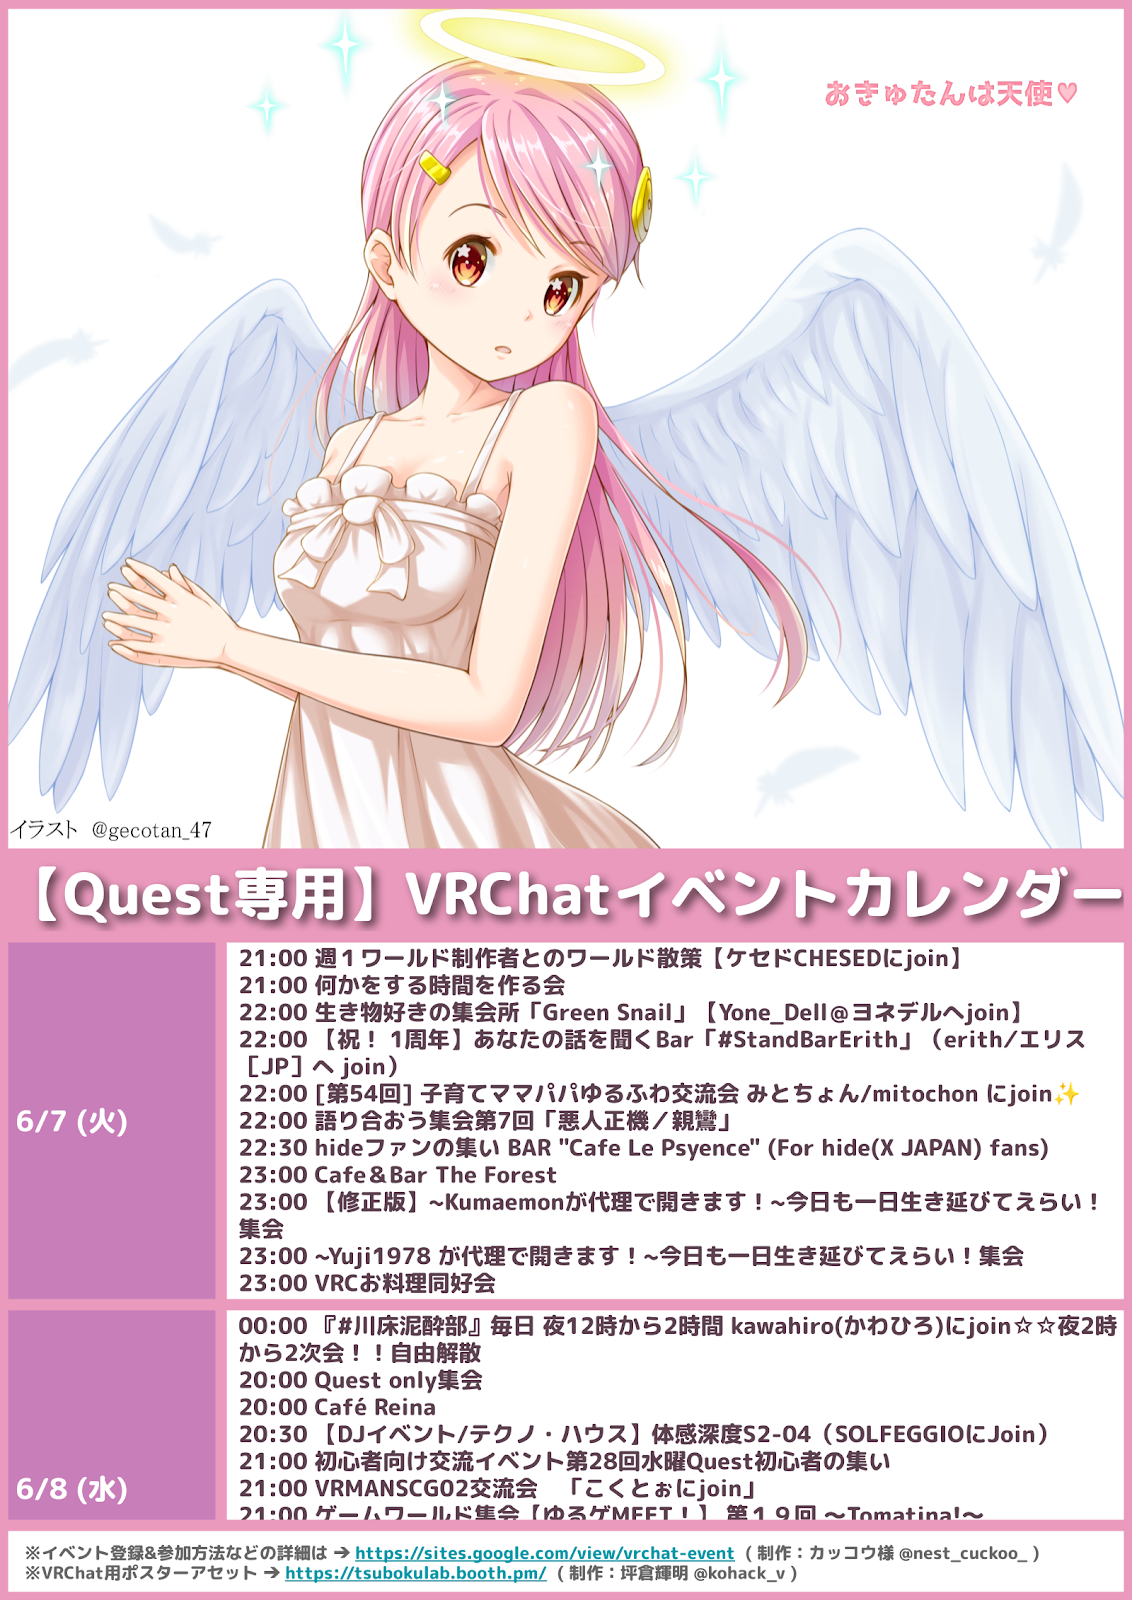 おきゅたんは天使♥
イラスト @gecotan_47
【Quest専用】VRChatイベントカレンダー
6/7 (火)
21:00 週１ワールド制作者とのワールド散策【ケセドCHESEDにjoin】
21:00 何かをする時間を作る会
22:00 生き物好きの集会所「Green Snail」【Yone_Dell@ヨネデルへjoin】
22:00 【祝！ 1周年】あなたの話を聞くBar「#StandBarErith」（erith/エリス
［JP］へ join）
22:00 [第54回] 子育てママパパゆるふわ交流会 みとちょん/mitochon にjoin✨
22:00 語り合おう集会第7回「悪人正機／親鸞」
22:30 hideファンの集い BAR "Cafe Le Psyence" (For hide(X JAPAN) fans)
23:00 Cafe＆Bar The Forest
23:00 【修正版】~Kumaemonが代理で開きます！~今日も一日生き延びてえらい！
集会
23:00 ~Yuji1978 が代理で開きます！~今日も一日生き延びてえらい！集会
23:00 VRCお料理同好会
6/8 (水)
00:00 『#川床泥酔部』毎日 夜12時から2時間 kawahiro(かわひろ)にjoin☆☆夜2時
から2次会！！自由解散
20:00 Quest only集会
20:00 Café Reina
20:30 【DJイベント/テクノ・ハウス】体感深度S2-04（SOLFEGGIOにJoin）
21:00 初心者向け交流イベント第28回水曜Quest初心者の集い
21:00 VRMANSCG02交流会　「こくとぉにjoin」
21:00 ゲームワールド集会【ゆるゲMEET！】 第１９回 〜Tomatina!〜
※イベント登録&参加方法などの詳細は ➔ https://sites.google.com/view/vrchat-event （ 制作：カッコウ様 @nest_cuckoo_ ）
※VRChat用ポスターアセット ➔ https://tsubokulab.booth.pm/ （ 制作：坪倉輝明 @kohack_v ）